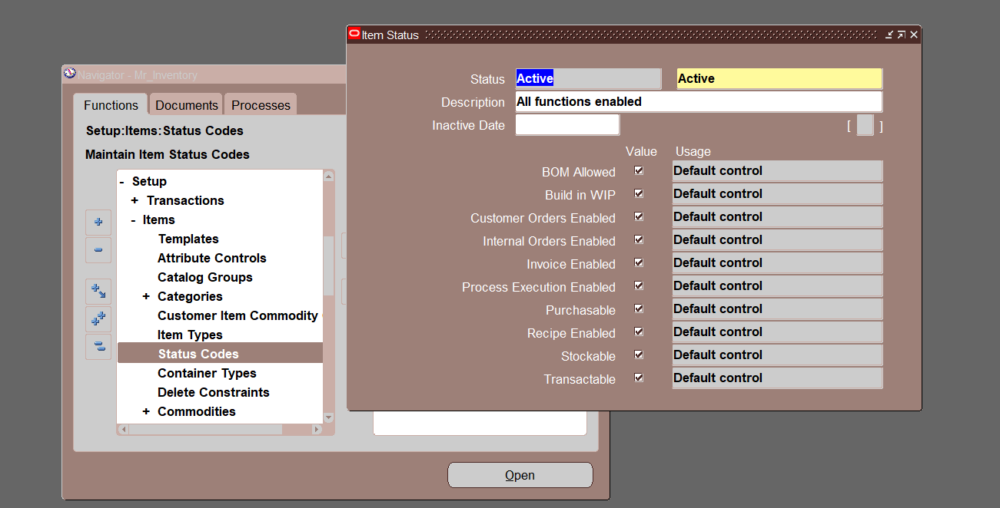 Item Status
Status Active Active
Description All functions enabled
Inactive Date [ ]
Value Usage
BOM Allowed Default control
Build in WIP Default control
Customer Orders Enabled Default control
Internal Orders Enabled Default control
Invoice Enabled Default control
Process Execution Enabled Default control
Purchasable Default control
Recipe Enabled Default control
Stockable Default control
Transactable Default control
Navigator - Mr_Inventory
Functions Documents Processes
Setup:Items:Status Codes
Maintain Item Status Codes
- Setup
+ Transactions
- Items
Templates
Attribute Controls
Catalog Groups
+ Categories
Customer Item Commodity
Item Types
Status Codes
Container Types
Delete Constraints
+ Commodities
Open